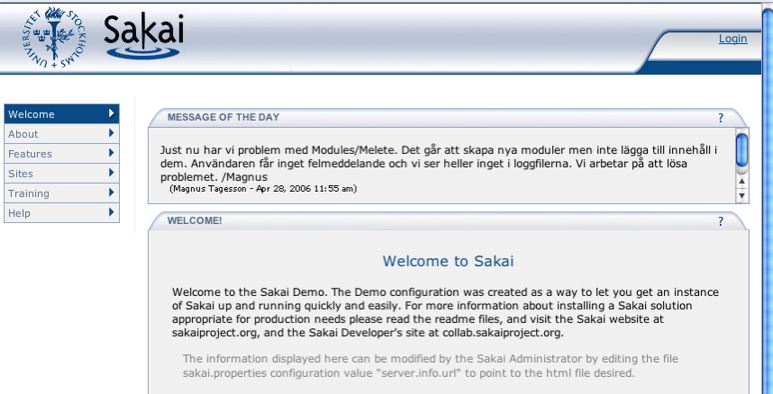 UNIVERSITET STOCKHOLMS
Sakai
Login
Welcome
About
Features
Sites
Training
Help
MESSAGE OF THE DAY ?
Just nu har vi problem med Modules/Melete. Det går att skapa nya moduler men inte lägga till innehåll i
dem. Användaren får inget felmeddelande och vi ser heller inget i loggfilerna. Vi arbetar på att lösa
problemet. /Magnus
(Magnus Tagesson - Apr 28, 2006 11:55 am)
WELCOME! ?
Welcome to Sakai
Welcome to the Sakai Demo. The Demo configuration was created as a way to let you get an instance
of Sakai up and running quickly and easily. For more information about installing a Sakai solution
appropriate for production needs please read the readme files, and visit the Sakai website at
sakaiproject.org, and the Sakai Developer's site at collab.sakaiproject.org.
The information displayed here can be modified by the Sakai Administrator by editing the file
sakai.properties configuration value "server.info.url" to point to the html file desired.